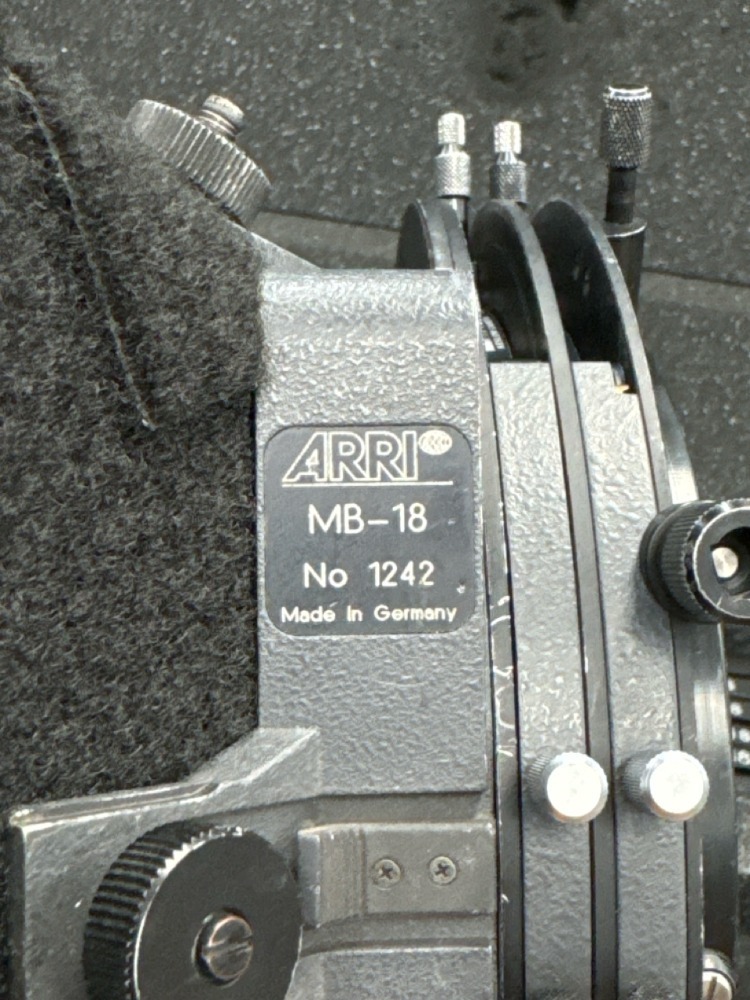 ARRI
MB-18
No 1242
Made in Germany